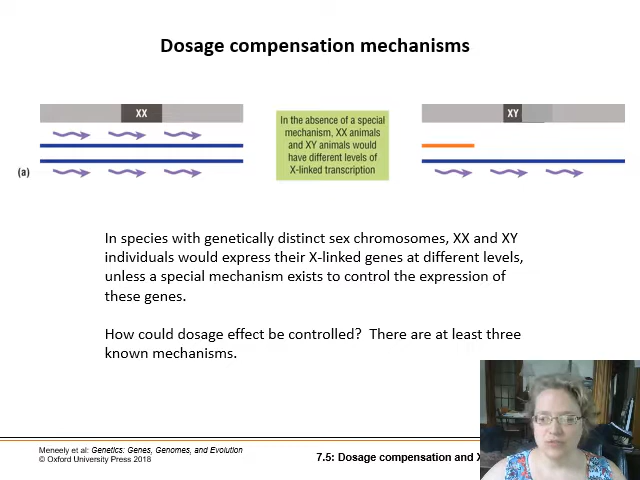 Dosage compensation mechanisms
XX
XY
In the absence of a special
mechanism, XX animals
and XY animals would
have different levels of
X-linked transcription
(a)
In species with genetically distinct sex chromosomes, XX and XY
individuals would express their X-linked genes at different levels,
unless a special mechanism exists to control the expression of
these genes.
How could dosage effect be controlled?  There are at least three
known mechanisms.
Meneely et al: Genetics: Genes, Genomes, and Evolution
© Oxford University Press 2018
7.5: Dosage compensation and X